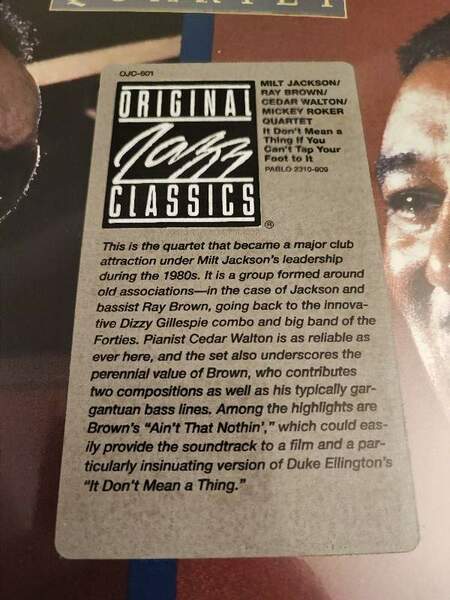 QUARTET
OJC-601
ORIGINAL
Jazz
CLASSICS
®
MILT JACKSON/
RAY BROWN/
CEDAR WALTON/
MICKEY ROKER
QUARTET
It Don't Mean a
Thing If You
Can't Tap Your
Foot to It
PABLO 2310-909
This is the quartet that became a major club
attraction under Milt Jackson's leadership
during the 1980s. It is a group formed around
old associations—in the case of Jackson and
bassist Ray Brown, going back to the innova-
tive Dizzy Gillespie combo and big band of the
Forties. Pianist Cedar Walton is as reliable as
ever here, and the set also underscores the
perennial value of Brown, who contributes
two compositions as well as his typically gar-
gantuan bass lines. Among the highlights are
Brown's "Ain't That Nothin'," which could eas-
ily provide the soundtrack to a film and a par-
ticularly insinuating version of Duke Ellington's
"It Don't Mean a Thing."